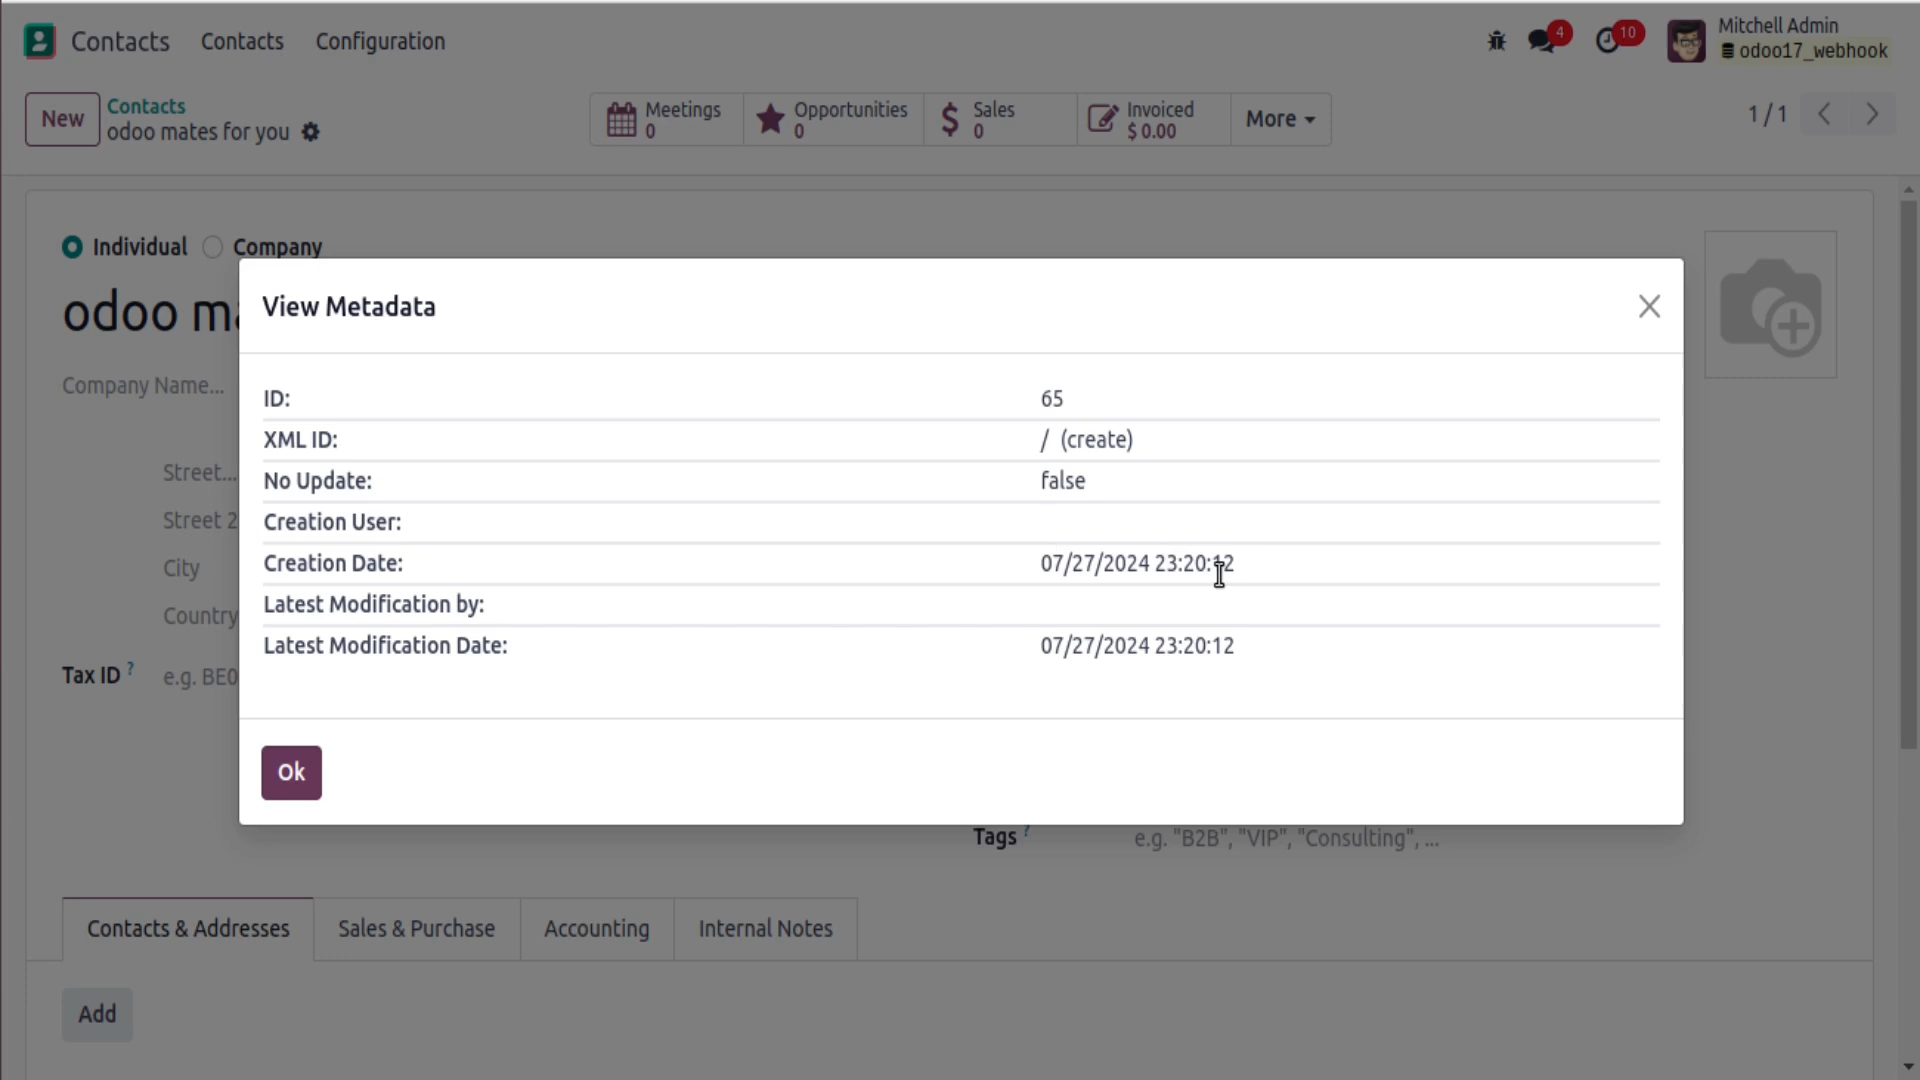 Contacts Contacts Configuration 4 10 Mitchell Admin
odoo17_webhook
New Contacts
odoo mates for you
Meetings 0
Opportunities 0
Sales 0
Invoiced $ 0.00
More
1 / 1
Individual Company
odoo ma
Company Name...
Street...
Street 2
City
Country
Tax ID ? e.g. BE0
View Metadata
ID: 65
XML ID: / (create)
No Update: false
Creation User:
Creation Date: 07/27/2024 23:20:12
Latest Modification by:
Latest Modification Date: 07/27/2024 23:20:12
Ok
Tags ? e.g. "B2B", "VIP", "Consulting", ...
Contacts & Addresses Sales & Purchase Accounting Internal Notes
Add